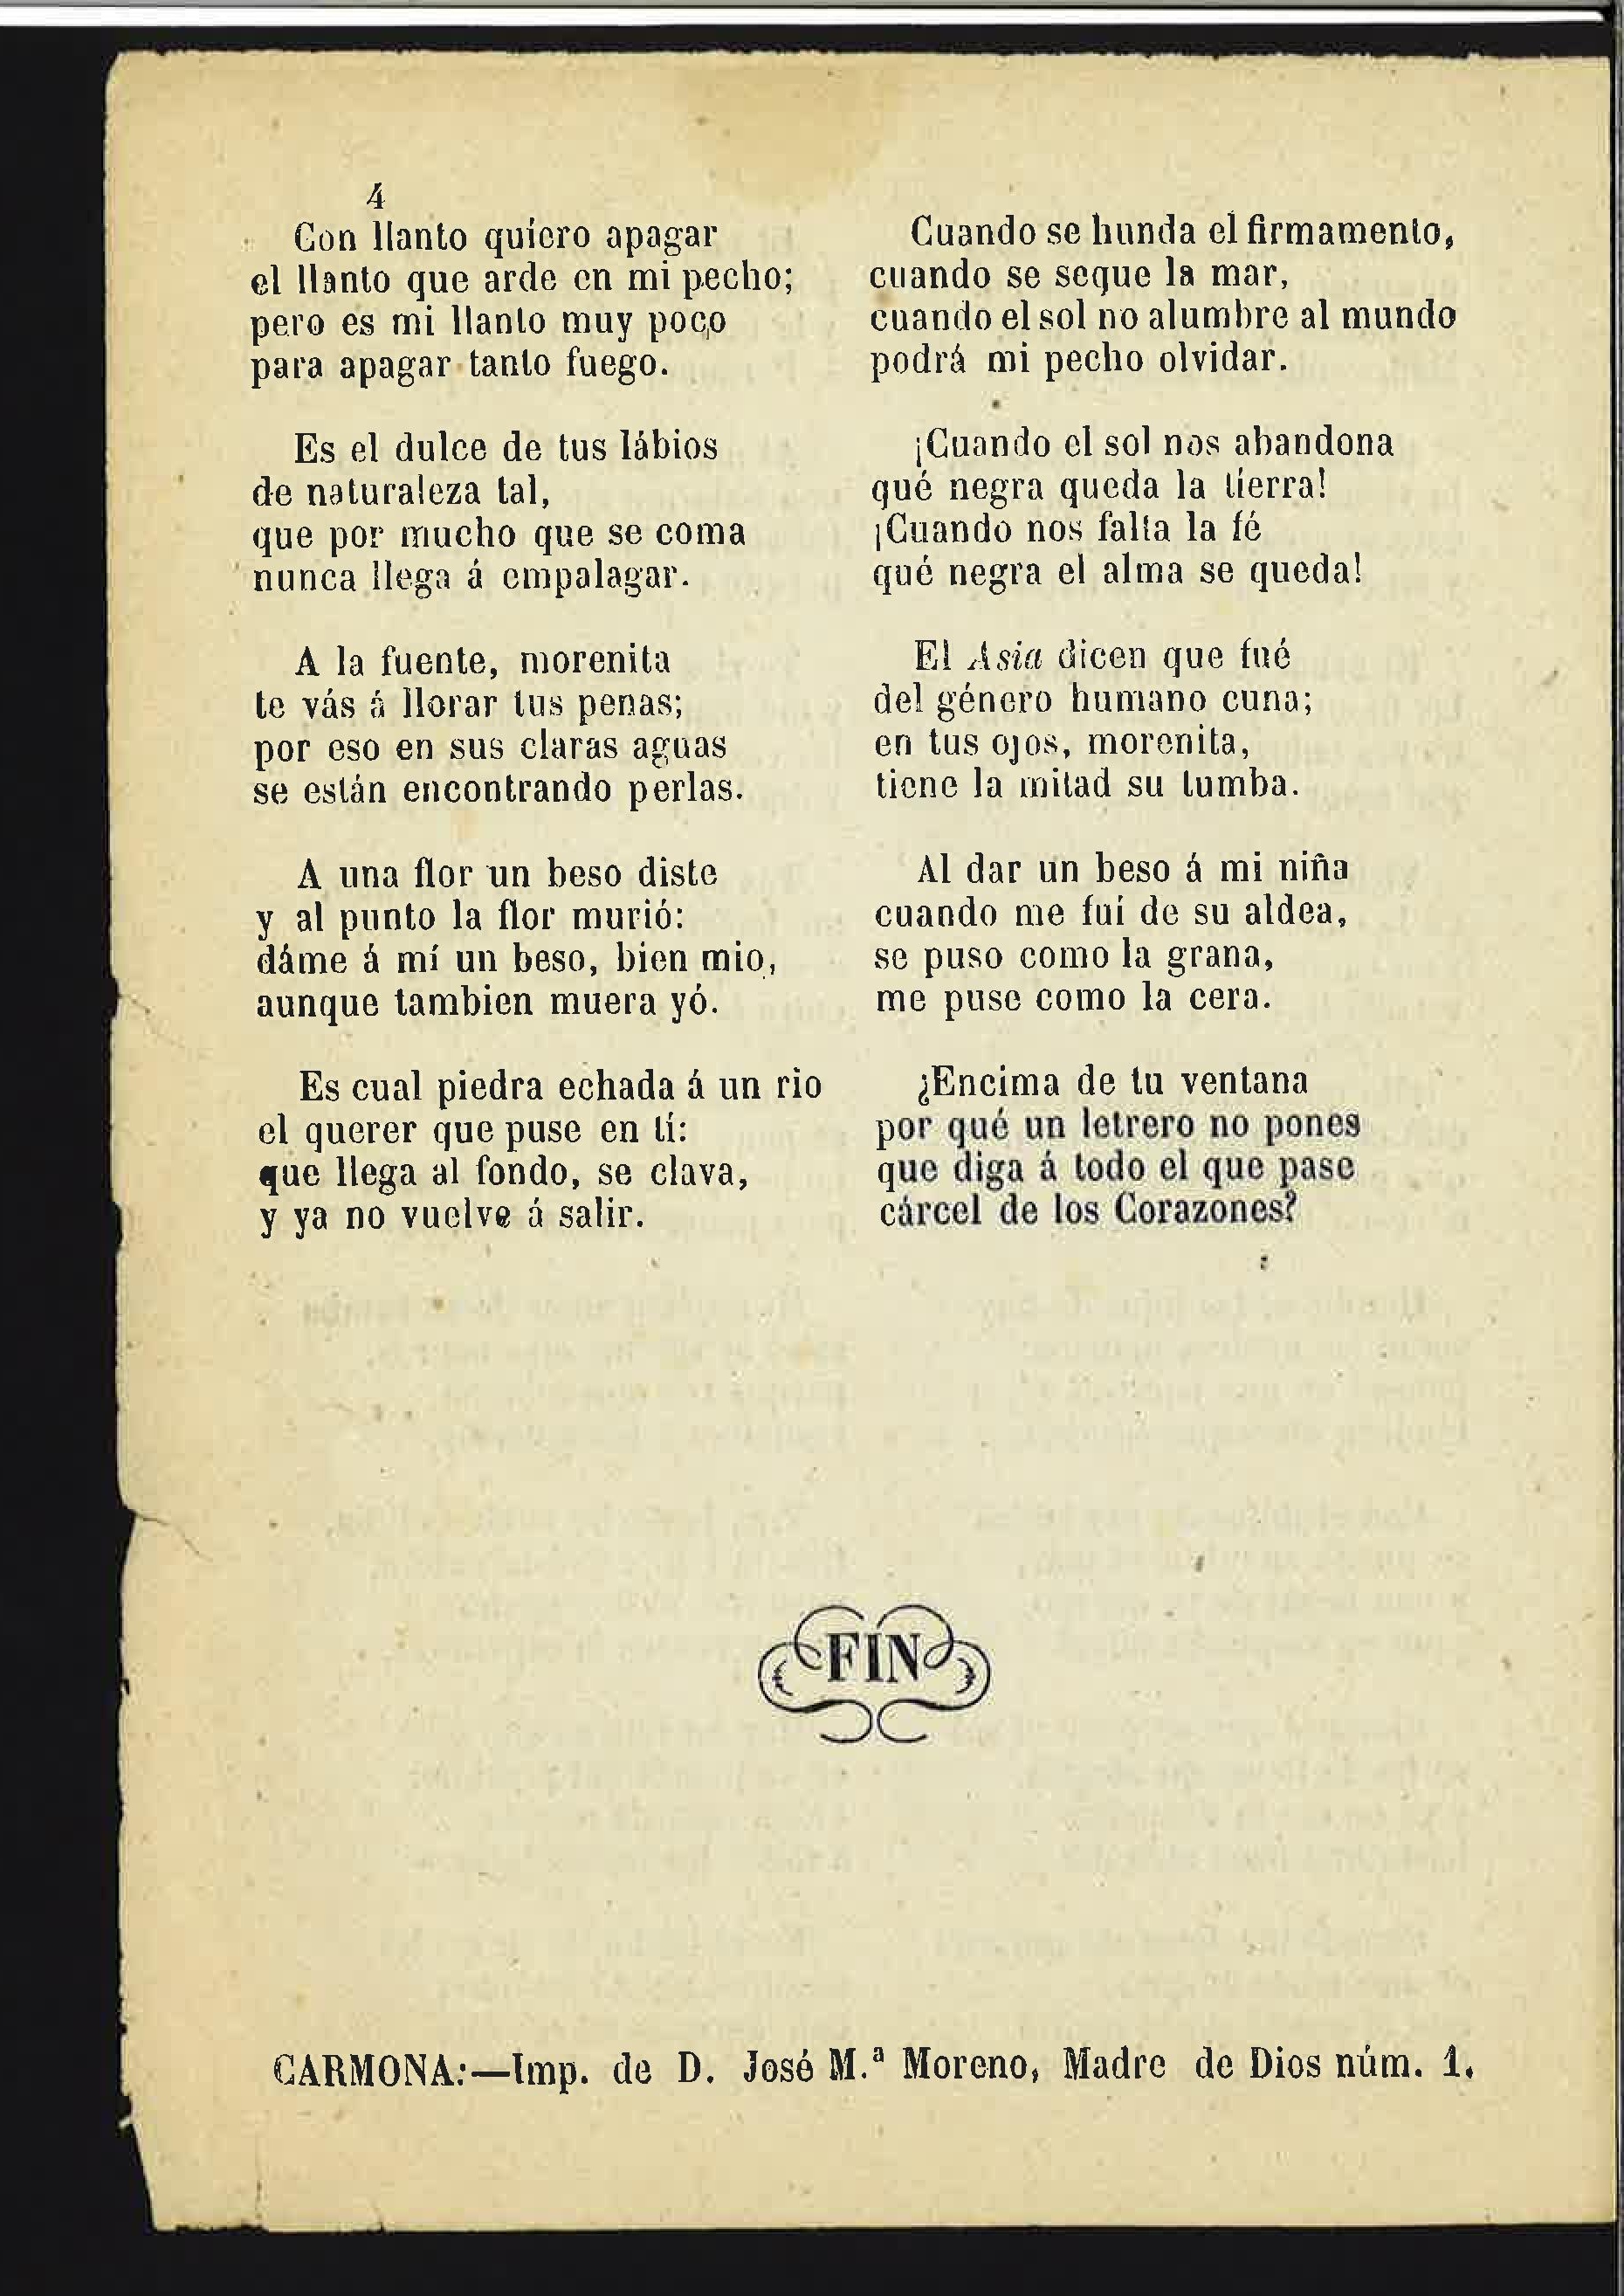 4
Con llanto quiero apagar
el llanto que arde en mi pecho;
pero es mi llanto muy poco
para apagar tanto fuego.
Es el dulce de tus lábios
de naturaleza tal,
que por mucho que se coma
nunca llega á empalagar.
A la fuente, morenita
te vás á llorar tus penas;
por eso en sus claras aguas
se están encontrando perlas.
A una flor un beso diste
y al punto la flor murió:
dáme á mí un beso, bien mio,
aunque tambien muera yó.
Es cual piedra echada á un rio
el querer que puse en tí:
que llega al fondo, se clava,
y ya no vuelve á salir.
Cuando se hunda el firmamento,
cuando se seque la mar,
cuando el sol no alumbre al mundo
podrá mi pecho olvidar.
¡Cuando el sol nos abandona
qué negra queda la tierra!
¡Cuando nos falta la fé
qué negra el alma se queda!
El Asia dicen que fué
del género humano cuna;
en tus ojos, morenita,
tiene la mitad su tumba.
Al dar un beso á mi niña
cuando me fuí de su aldea,
se puso como la grana,
me puse como la cera.
¿Encima de tu ventana
por qué un letrero no pones
que diga á todo el que pase
cárcel de los Corazones?
FIN
CARMONA:—Imp. de D. José M.ª Moreno, Madre de Dios núm. 1.